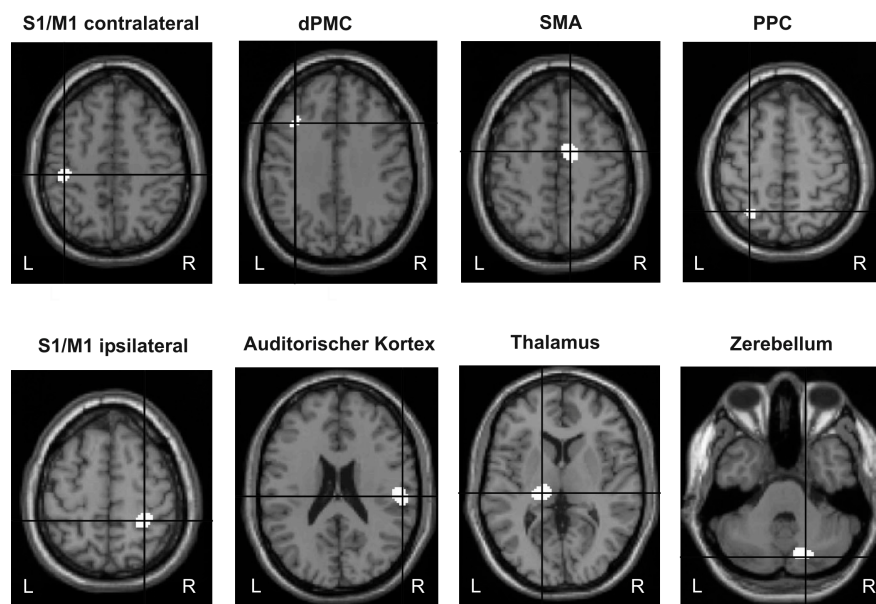 S1/M1 contralateral dPMC SMA PPC
L R L R L R L R
S1/M1 ipsilateral Auditorischer Kortex Thalamus Zerebellum
L R L R L R L R